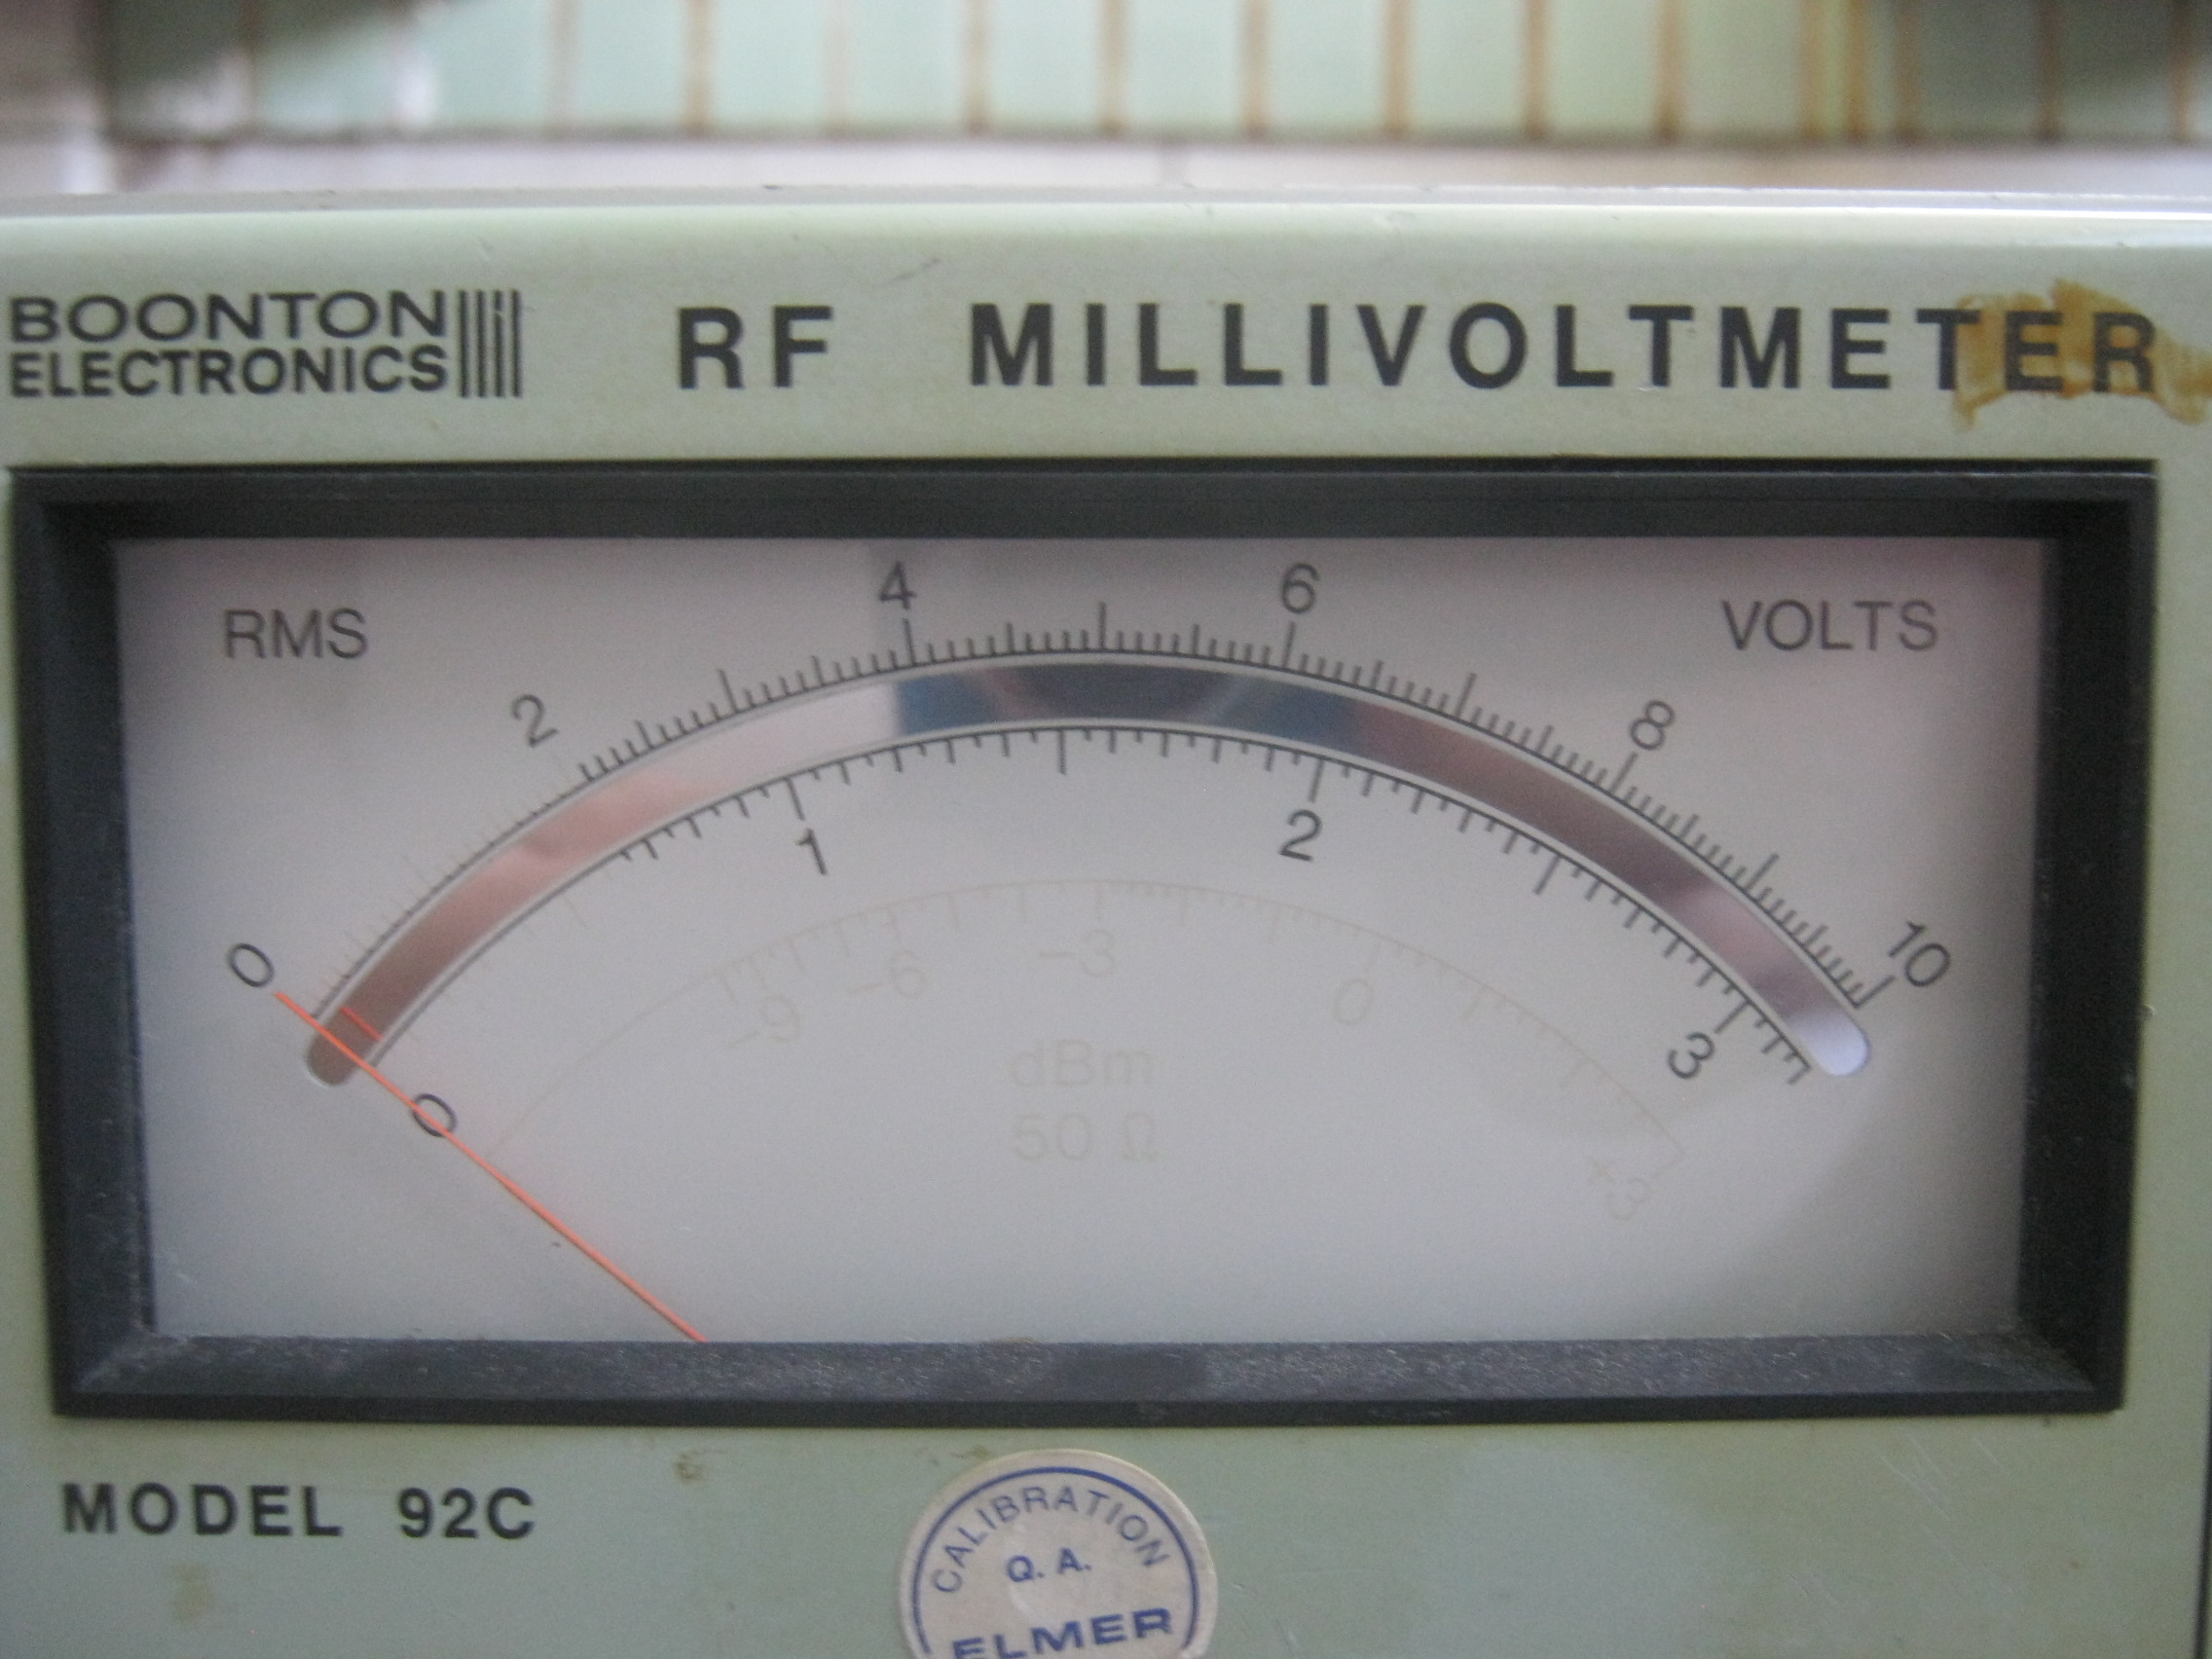 BOONTON
ELECTRONICS
RF MILLIVOLTMETER
RMS
VOLTS
0 2 4 6 8 10
0 1 2 3
-9 -6 -3 0 +3
dBm
50 Ω
MODEL 92C
CALIBRATION
Q. A.
ELMER